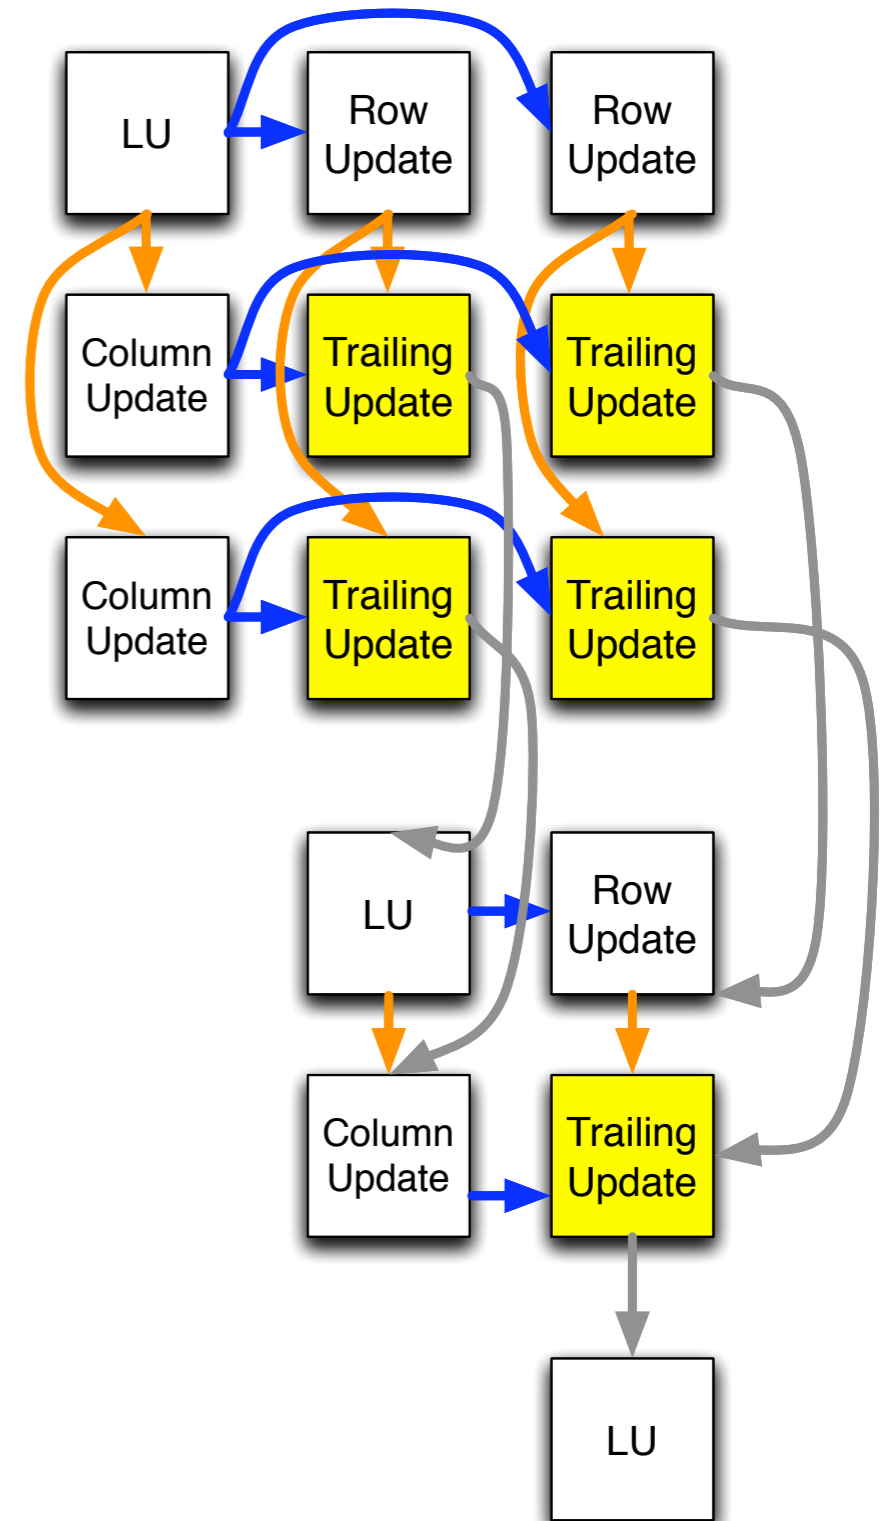 LU
Row
Update
Row
Update
Column
Update
Trailing
Update
Trailing
Update
Column
Update
Trailing
Update
Trailing
Update
LU
Row
Update
Column
Update
Trailing
Update
LU